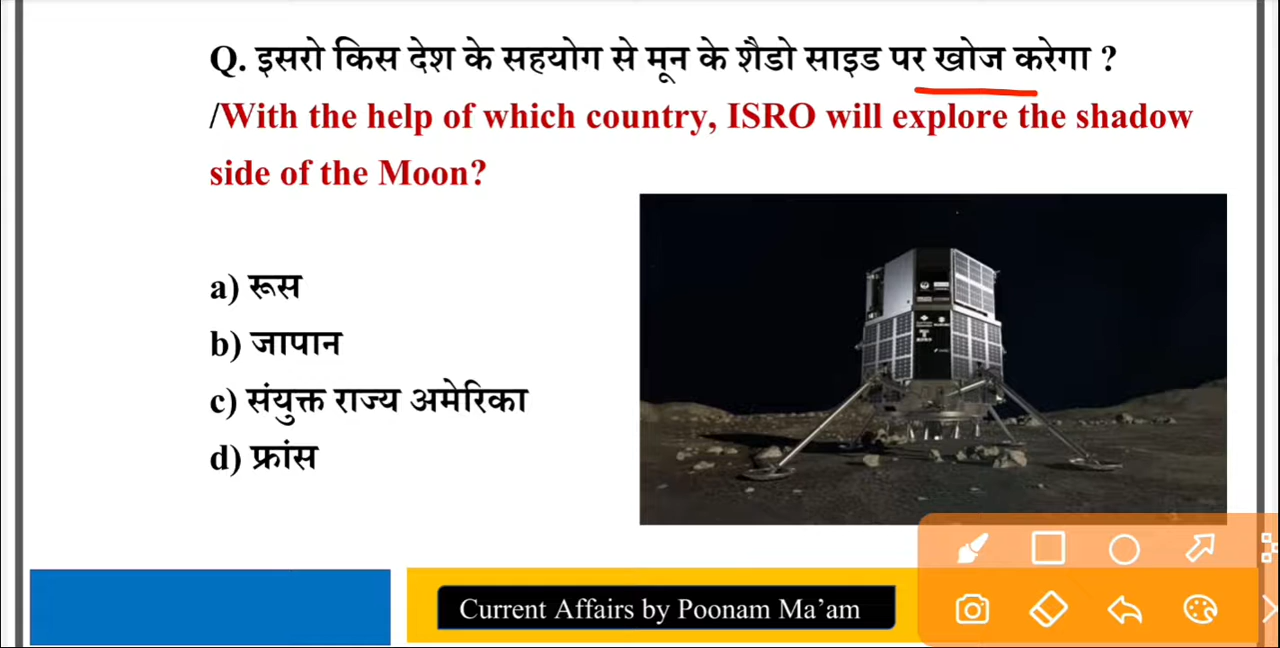 Q. इसरो किस देश के सहयोग से मून के शैडो साइड पर खोज करेगा ?
/With the help of which country, ISRO will explore the shadow
side of the Moon?
a) रूस
b) जापान
c) संयुक्त राज्य अमेरिका
d) फ्रांस
Current Affairs by Poonam Ma’am